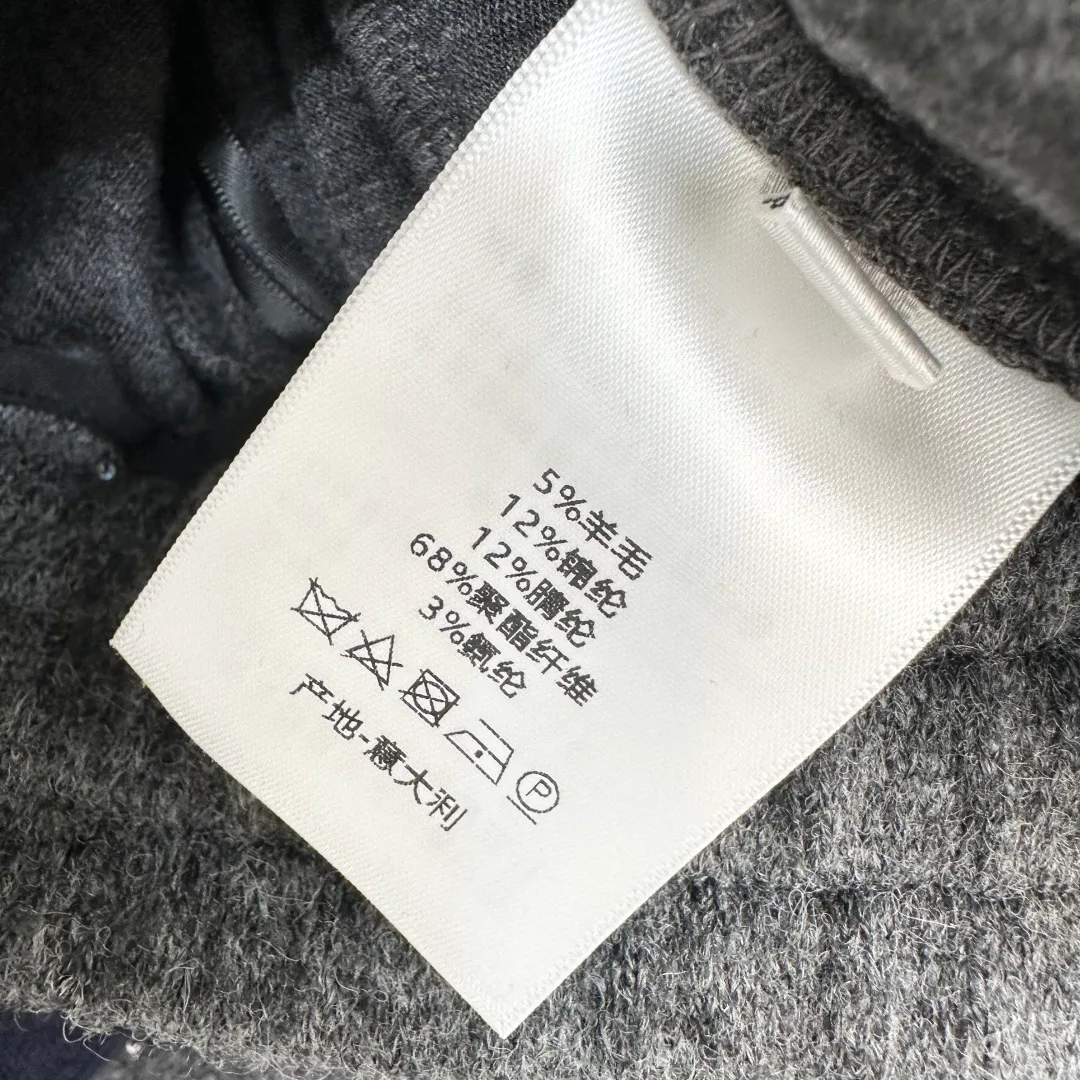 5%羊毛
12%锦纶
12%腈纶
68%聚酯纤维
3%氨纶
P
产地-意大利